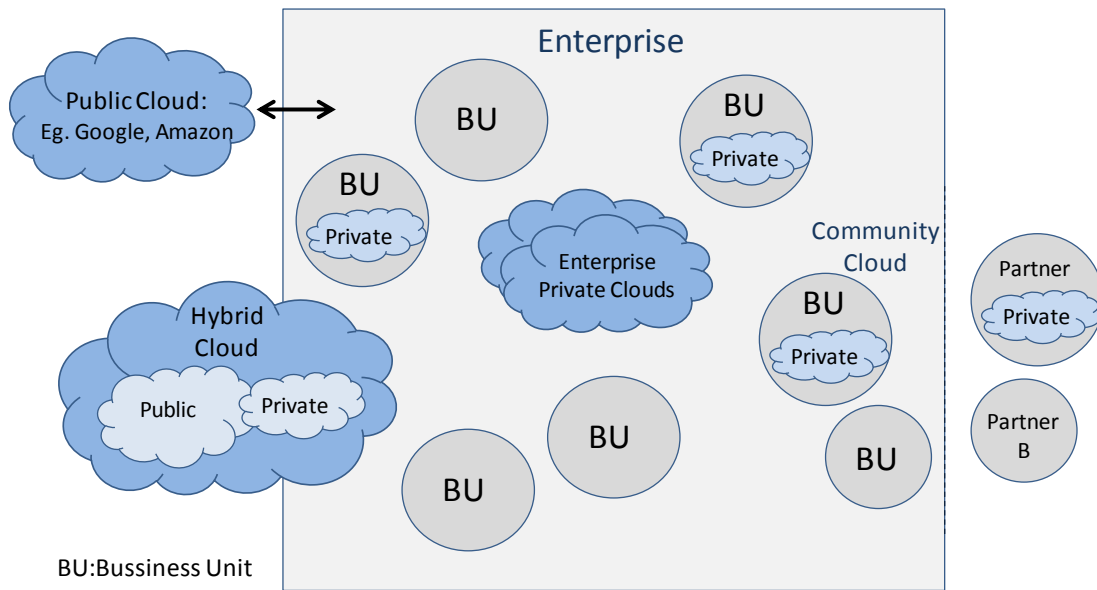 Enterprise
Public Cloud:
Eg. Google, Amazon
BU
BU
Private
BU
Private
Enterprise
Private Clouds
Community
Cloud
BU
Private
Partner
Private
Hybrid
Cloud
Public
Private
BU
BU
BU
Partner
B
BU:Bussiness Unit